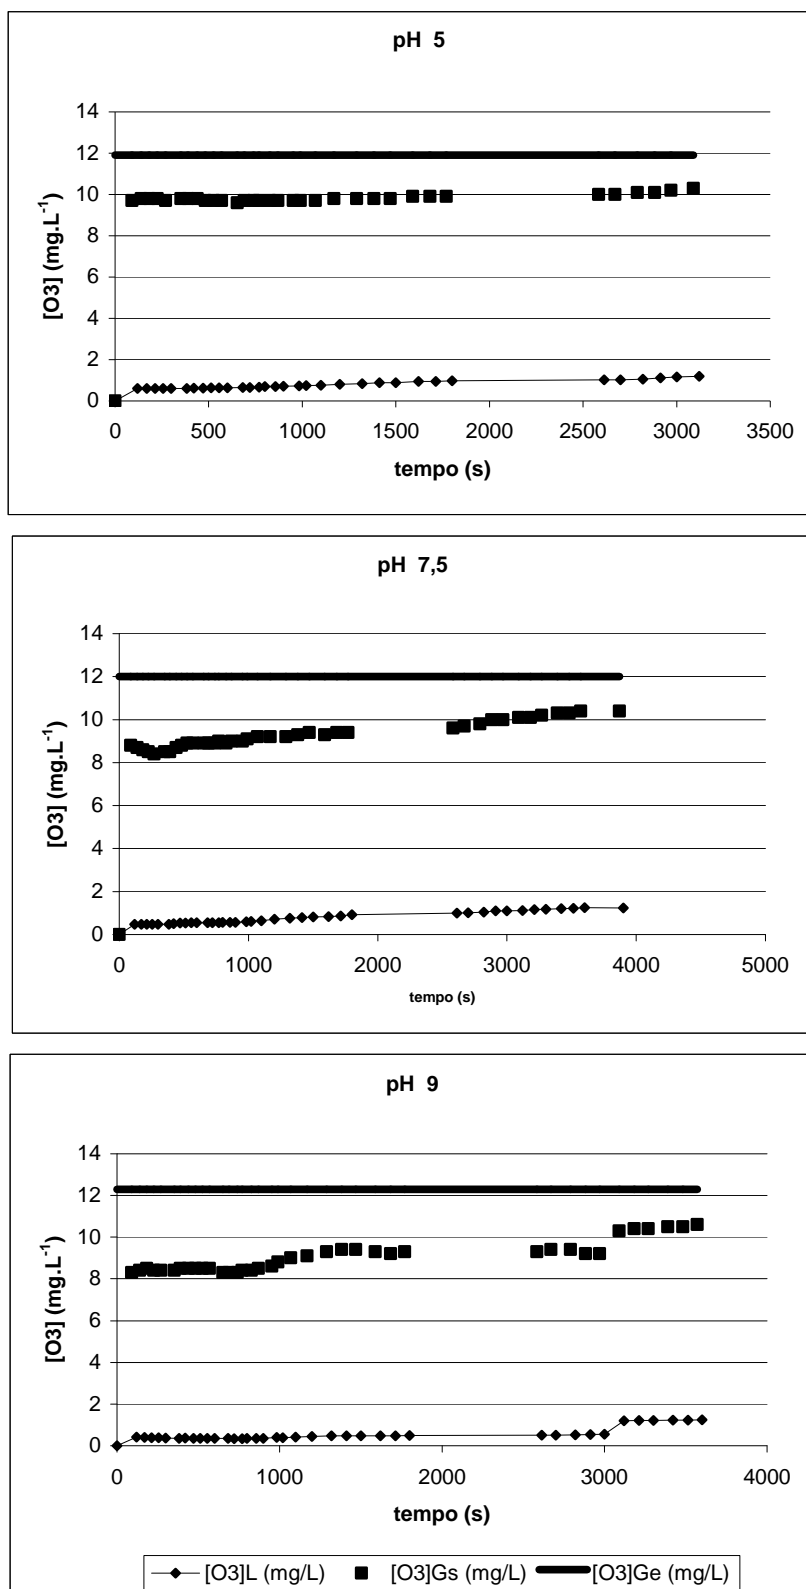 pH 5
14
12
10
8
6
4
2
0
[O3] (mg.L-1)
0 500 1000 1500 2000 2500 3000 3500
tempo (s)
pH 7,5
14
12
10
8
6
4
2
0
[O3] (mg.L-1)
0 1000 2000 3000 4000 5000
tempo (s)
pH 9
14
12
10
8
6
4
2
0
[O3] (mg.L-1)
0 1000 2000 3000 4000
tempo (s)
[O3]L (mg/L) [O3]Gs (mg/L) [O3]Ge (mg/L)